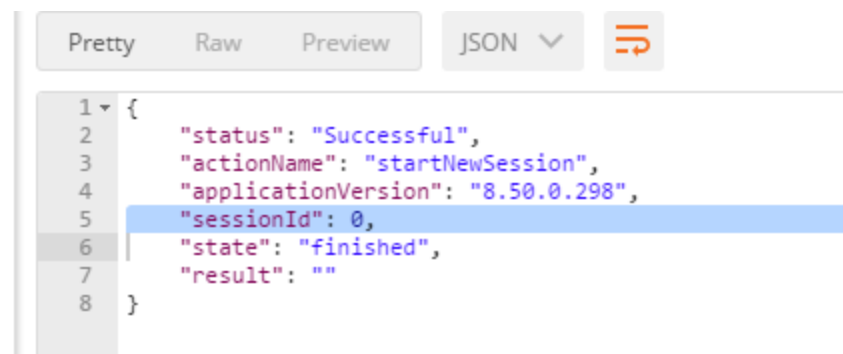 Pretty Raw Preview JSON
1 {
2 "status": "Successful",
3 "actionName": "startNewSession",
4 "applicationVersion": "8.50.0.298",
5 "sessionId": 0,
6 "state": "finished",
7 "result": ""
8 }